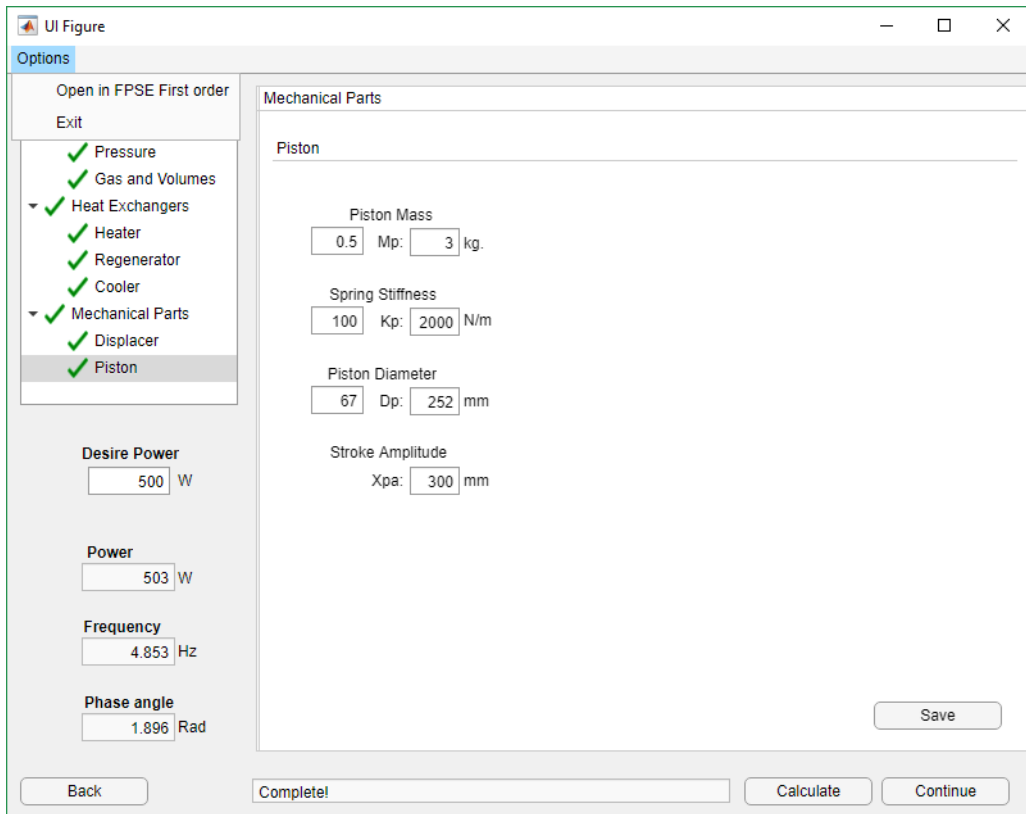 UI Figure
Options
Open in FPSE First order
Exit
Pressure
Gas and Volumes
Heat Exchangers
Heater
Regenerator
Cooler
Mechanical Parts
Displacer
Piston
Desire Power
500 W
Power
503 W
Frequency
4.853 Hz
Phase angle
1.896 Rad
Mechanical Parts
Piston
Piston Mass
0.5 Mp: 3 kg.
Spring Stiffness
100 Kp: 2000 N/m
Piston Diameter
67 Dp: 252 mm
Stroke Amplitude
Xpa: 300 mm
Save
Back
Complete!
Calculate
Continue